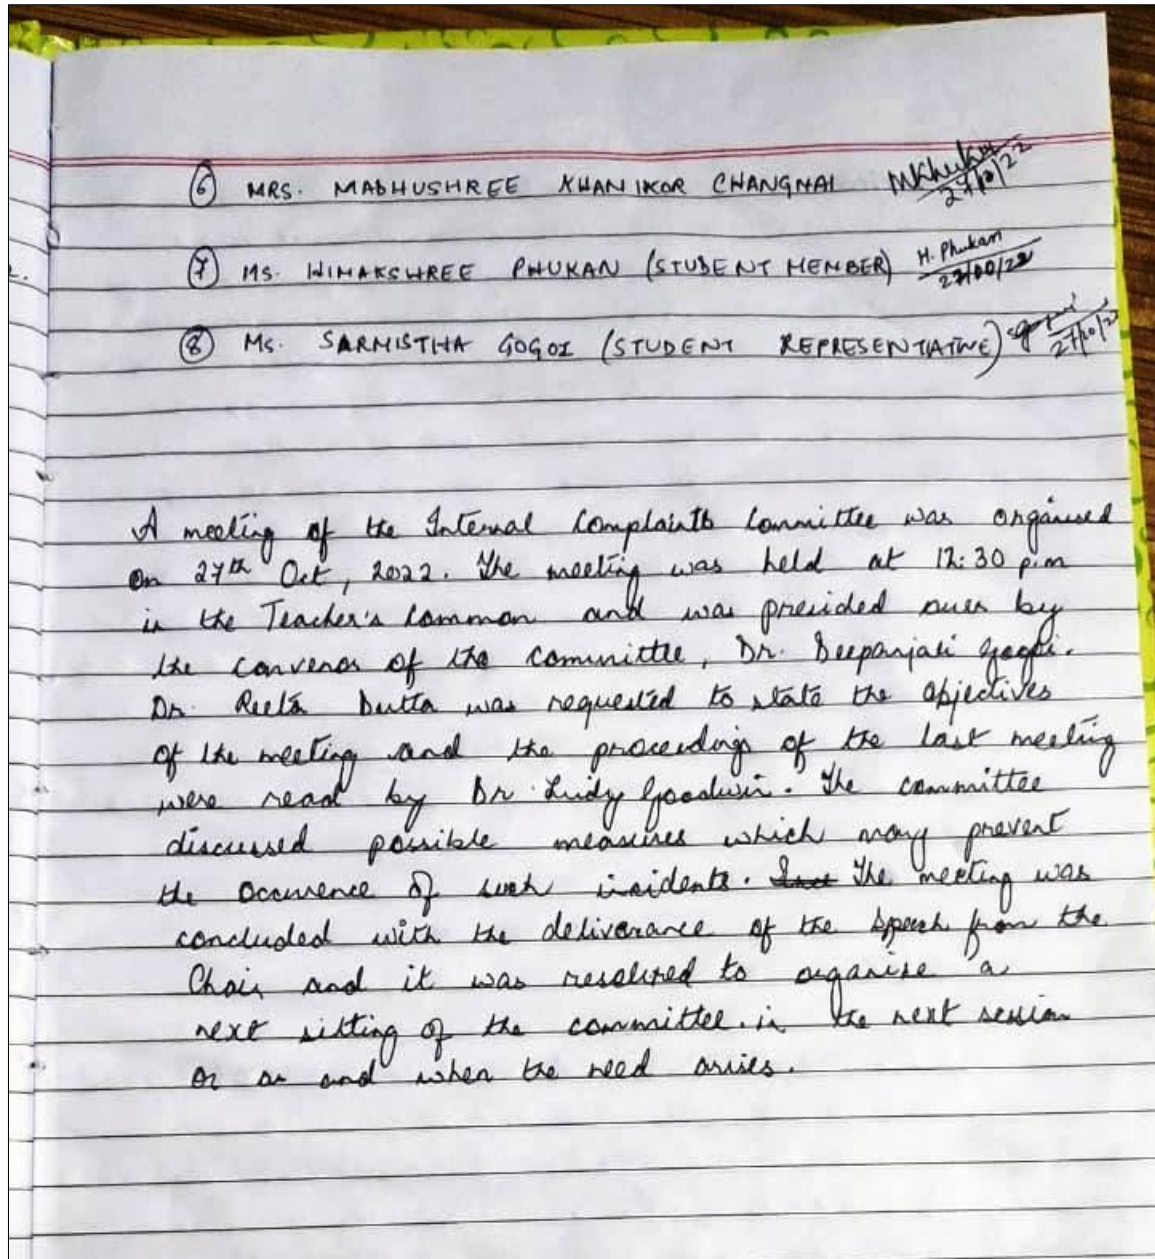 ⑥ MRS. MADHUSHREE KHANIKOR CHANGMAI MKhanikor 27/10/22
⑦ MS. HIMAKSHREE PHUKAN (STUDENT MEMBER) H. Phukan 27/10/22
⑧ MS. SARMISTHA GOGOI (STUDENT REPRESENTATIVE) 27/10/22
A meeting of the Internal Complaints Committee was organised
on 27th Oct, 2022. The meeting was held at 12:30 p.m
in the Teacher's Common and was presided over by
the convenor of the committee, Dr. Deepanjali Gogoi.
Dr. Reeta Dutta was requested to state the objectives
of the meeting and the proceedings of the last meeting
were read by Dr. Luidy Goodwin. The committee
discussed possible measures which may prevent
the occurence of such incidents. The meeting was
concluded with the deliverance of the speech from the
Chair and it was resolved to organise a
next sitting of the committee in the next session
or as and when the need arises.